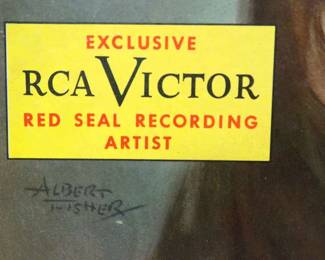 EXCLUSIVE
RCA VICTOR
RED SEAL RECORDING
ARTIST
ALBERT
FISHER